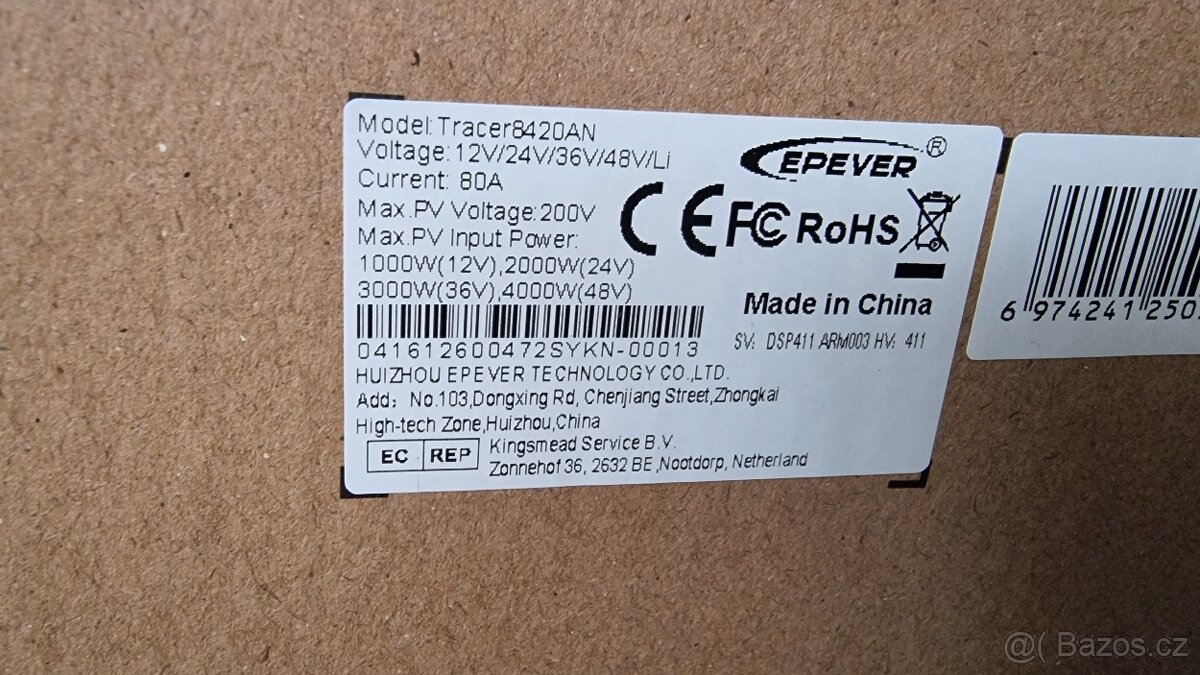 Model: Tracer8420AN
Voltage: 12V/24V/36V/48V/Li
Current: 80A
Max.PV Voltage: 200V
Max.PV Input Power:
1000W(12V),2000W(24V)
3000W(36V),4000W(48V)
041612600472SYKN-00013
EPEVER®
CE FC RoHS
Made in China
SV: DSP411 ARM003 HV: 411
HUIZHOU EPEVER TECHNOLOGY CO.,LTD.
Add: No.103,Dongxing Rd, Chenjiang Street,Zhongkai
High-tech Zone,Huizhou,China
EC REP
Kingsmead Service B.V.
Zonnehof 36, 2632 BE ,Nootdorp, Netherland
6 974241 250
@( Bazos.cz